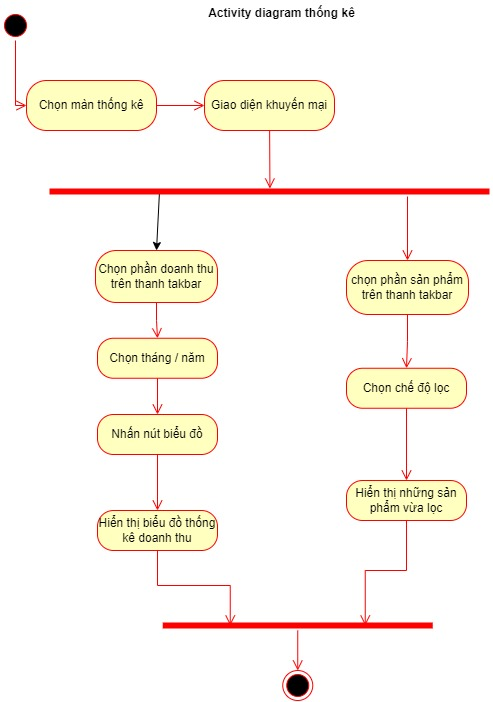 Activity diagram thống kê
Chọn mản thống kê
Giao diện khuyến mại
Chọn phần doanh thu
trên thanh takbar
Chọn tháng / năm
Nhấn nút biểu đồ
Hiển thị biểu đồ thống
kê doanh thu
chọn phần sản phẩm
trên thanh takbar
Chọn chế độ lọc
Hiển thị những sản
phẩm vừa lọc